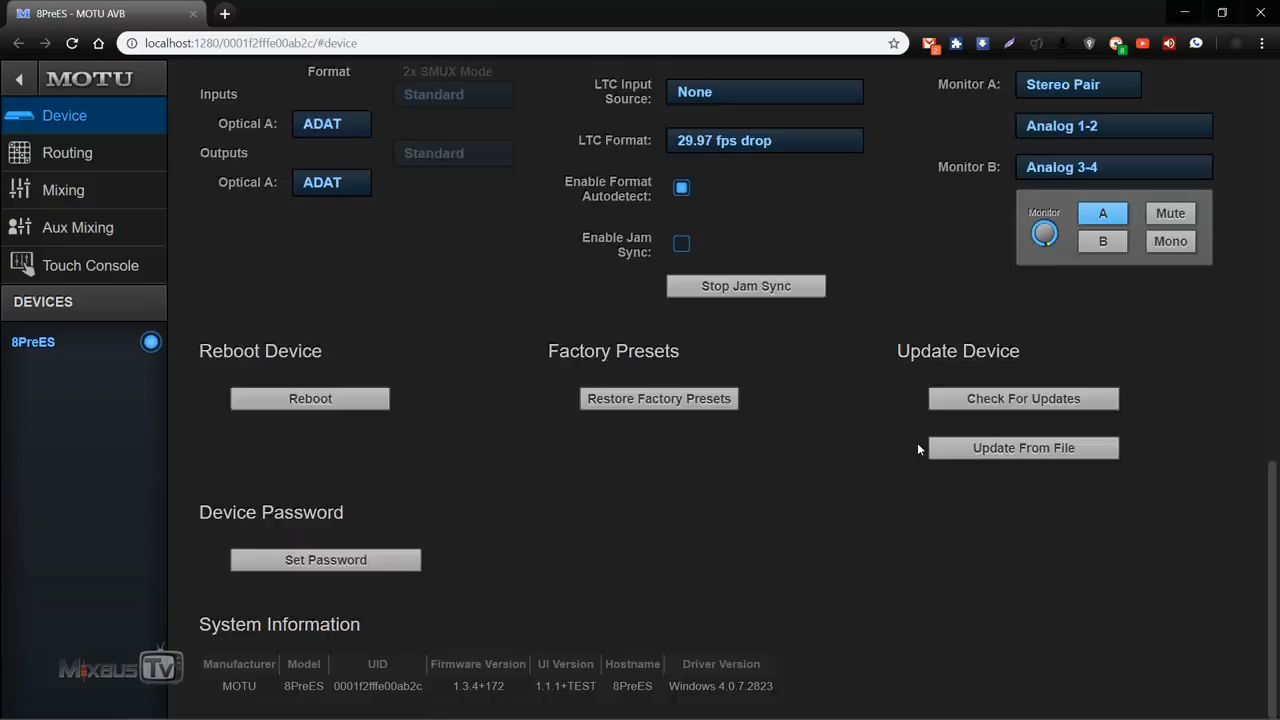 8PreES - MOTU AVB
localhost:1280/0001f2fffe00ab2c/#device
2
8
MOTU
Device
Routing
Mixing
Aux Mixing
Touch Console
DEVICES
8PreES
Format
2x SMUX Mode
Inputs
Standard
Optical A:
ADAT
Outputs
Standard
Optical A:
ADAT
LTC Input
Source:
None
LTC Format:
29.97 fps drop
Enable Format
Autodetect:
Enable Jam
Sync:
Stop Jam Sync
Monitor A:
Stereo Pair
Analog 1-2
Monitor B:
Analog 3-4
Monitor
A
Mute
B
Mono
Reboot Device
Reboot
Factory Presets
Restore Factory Presets
Update Device
Check For Updates
Update From File
Device Password
Set Password
System Information
Manufacturer Model UID Firmware Version UI Version Hostname Driver Version
MOTU 8PreES 0001f2fffe00ab2c 1.3.4+172 1.1.1+TEST 8PreES Windows 4.0.7.2823
MixbusTV